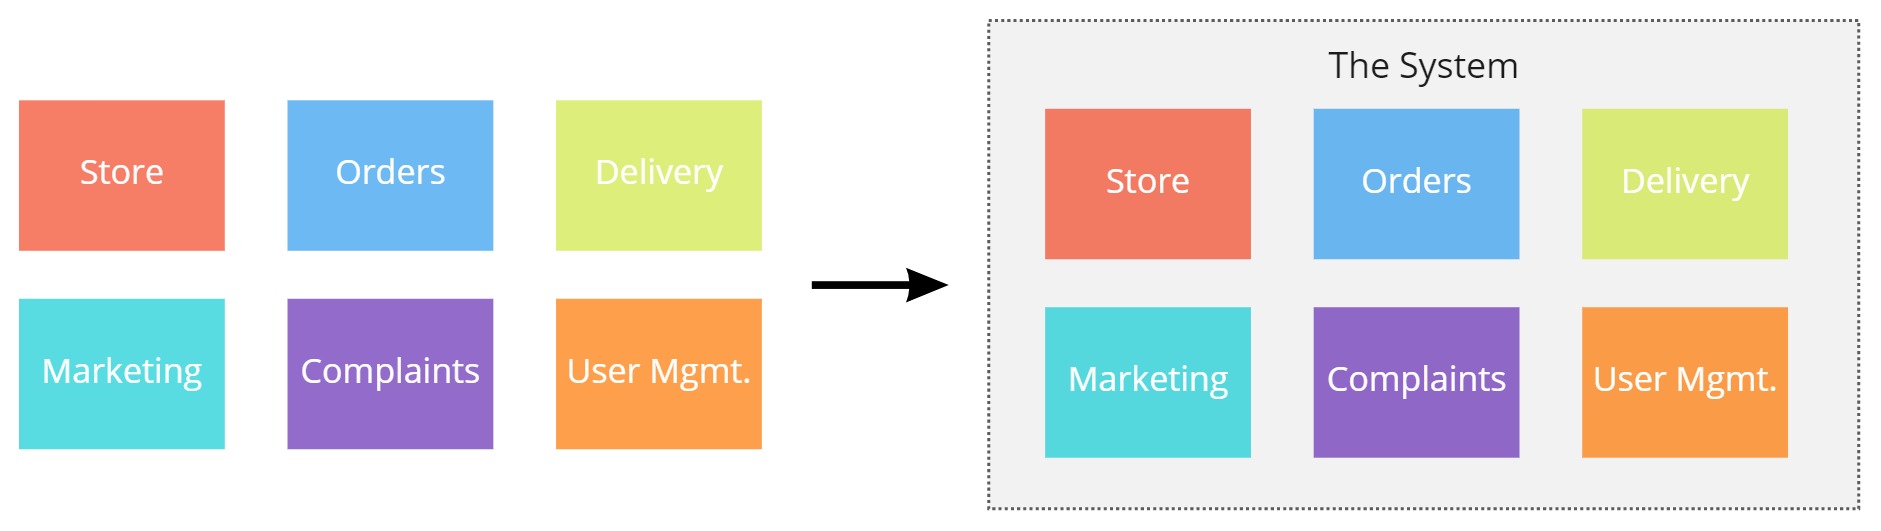 Store
Orders
Delivery
Marketing
Complaints
User Mgmt.
The System
Store
Orders
Delivery
Marketing
Complaints
User Mgmt.